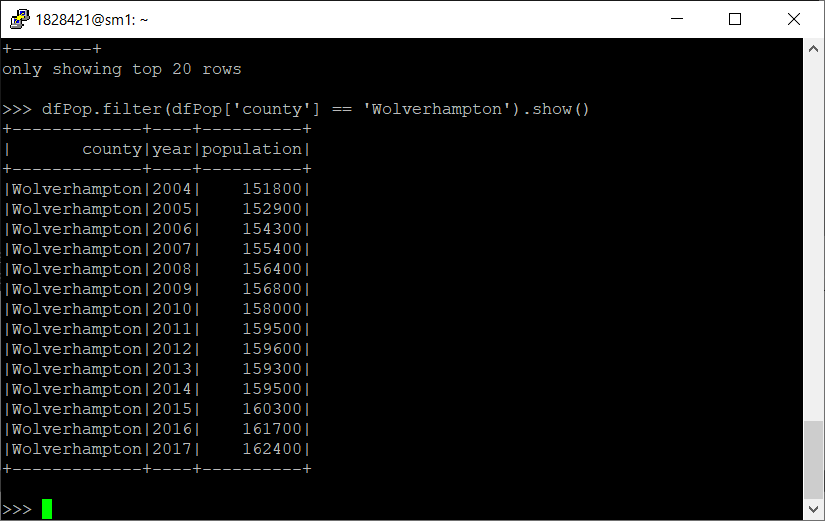 1828421@sm1: ~
+--------+
only showing top 20 rows
>>> dfPop.filter(dfPop['county'] == 'Wolverhampton').show()
+-------------+----+----------+
|       county|year|population|
+-------------+----+----------+
|Wolverhampton|2004|    151800|
|Wolverhampton|2005|    152900|
|Wolverhampton|2006|    154300|
|Wolverhampton|2007|    155400|
|Wolverhampton|2008|    156400|
|Wolverhampton|2009|    156800|
|Wolverhampton|2010|    158000|
|Wolverhampton|2011|    159500|
|Wolverhampton|2012|    159600|
|Wolverhampton|2013|    159300|
|Wolverhampton|2014|    159500|
|Wolverhampton|2015|    160300|
|Wolverhampton|2016|    161700|
|Wolverhampton|2017|    162400|
+-------------+----+----------+
>>>